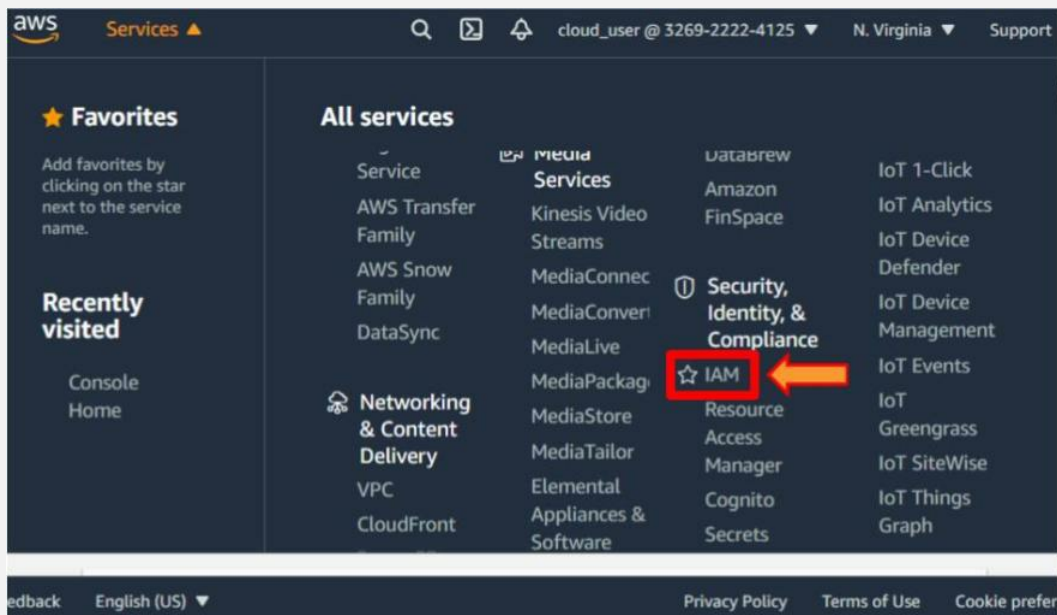 aws
Services ▲
cloud_user @ 3269-2222-4125 ▼
N. Virginia ▼
Support
Favorites
Add favorites by
clicking on the star
next to the service
name.
Recently
visited
Console
Home
All services
Service
AWS Transfer
Family
AWS Snow
Family
DataSync
Networking
& Content
Delivery
VPC
CloudFront
Media
Services
Kinesis Video
Streams
MediaConnec
MediaConvert
MediaLive
MediaPackag
MediaStore
MediaTailor
Elemental
Appliances &
Software
DataBrew
Amazon
FinSpace
Security,
Identity, &
Compliance
IAM
Resource
Access
Manager
Cognito
Secrets
IoT 1-Click
IoT Analytics
IoT Device
Defender
IoT Device
Management
IoT Events
IoT
Greengrass
IoT SiteWise
IoT Things
Graph
edback
English (US) ▼
Privacy Policy
Terms of Use
Cookie prefer